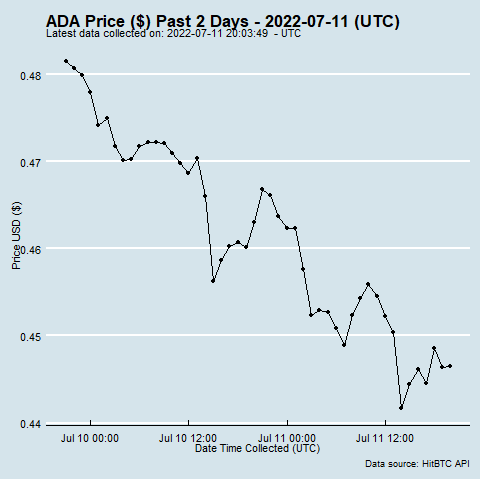 ADA Price ($) Past 2 Days - 2022-07-11 (UTC)
Latest data collected on: 2022-07-11 20:03:49 - UTC
0.48
0.47
0.46
0.45
0.44
Price USD ($)
Jul 10 00:00
Jul 10 12:00
Jul 11 00:00
Jul 11 12:00
Date Time Collected (UTC)
Data source: HitBTC API